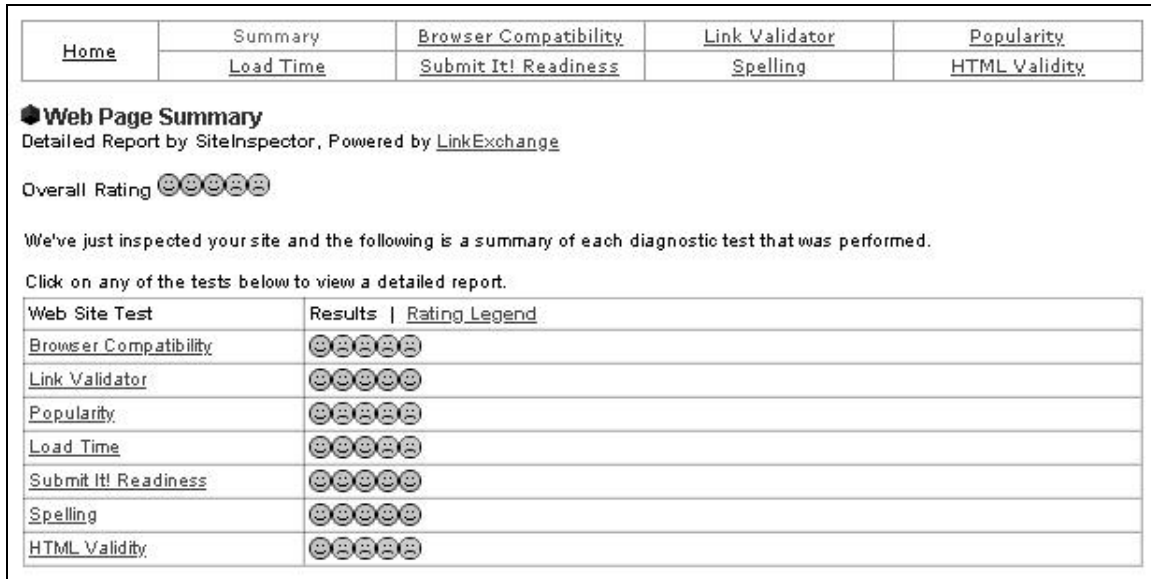 Home Summary Browser Compatibility Link Validator Popularity
Load Time Submit It! Readiness Spelling HTML Validity
Web Page Summary
Detailed Report by SiteInspector, Powered by LinkExchange
Overall Rating
We've just inspected your site and the following is a summary of each diagnostic test that was performed.
Click on any of the tests below to view a detailed report.
Web Site Test Results | Rating Legend
Browser Compatibility
Link Validator
Popularity
Load Time
Submit It! Readiness
Spelling
HTML Validity